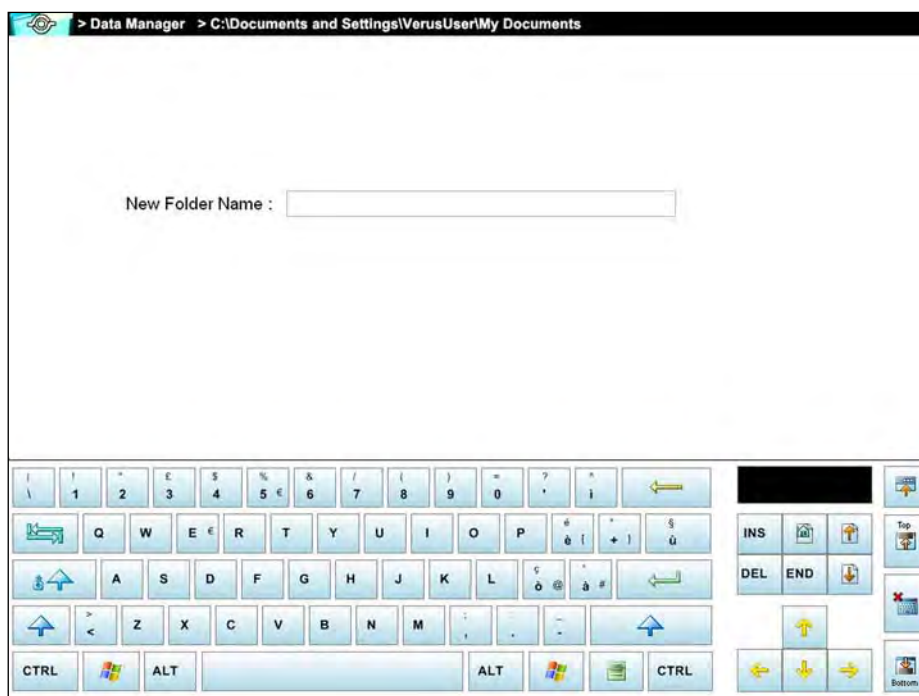 > Data Manager > C:\Documents and Settings\VerusUser\My Documents
New Folder Name :
| ! " £ $ % & / ( ) = ? ^
\ 1 2 3 4 5 € 6 7 8 9 0 ' ì
Q W E € R T Y U I O P é è [ * + ] § ù
INS
Top
A S D F G H J K L ç ò @ ° à #
DEL END
> < Z X C V B N M ; , : . _ -
CTRL ALT ALT CTRL
Bottom